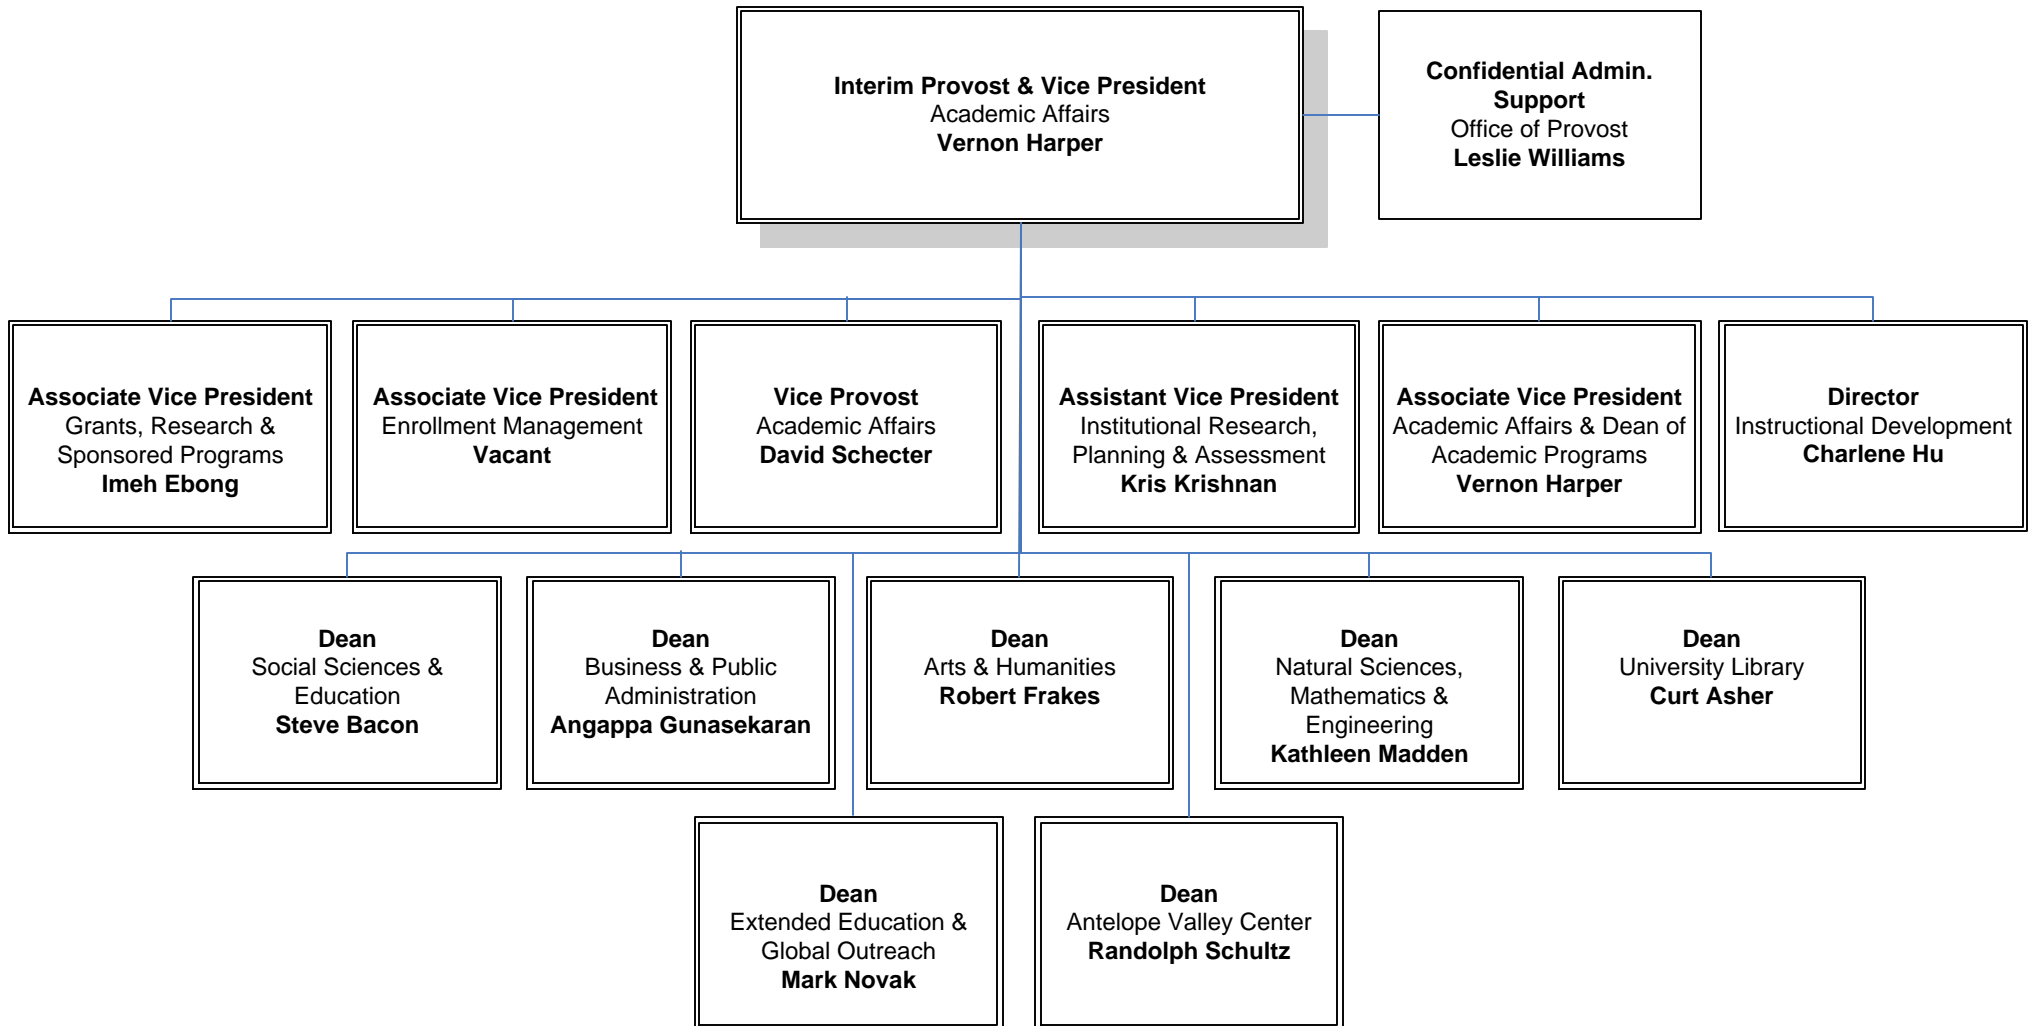 Interim Provost & Vice President
Academic Affairs
Vernon Harper
Confidential Admin.
Support
Office of Provost
Leslie Williams
Associate Vice President
Grants, Research &
Sponsored Programs
Imeh Ebong
Associate Vice President
Enrollment Management
Vacant
Vice Provost
Academic Affairs
David Schecter
Assistant Vice President
Institutional Research,
Planning & Assessment
Kris Krishnan
Associate Vice President
Academic Affairs & Dean of
Academic Programs
Vernon Harper
Director
Instructional Development
Charlene Hu
Dean
Social Sciences &
Education
Steve Bacon
Dean
Business & Public
Administration
Angappa Gunasekaran
Dean
Arts & Humanities
Robert Frakes
Dean
Natural Sciences,
Mathematics &
Engineering
Kathleen Madden
Dean
University Library
Curt Asher
Dean
Extended Education &
Global Outreach
Mark Novak
Dean
Antelope Valley Center
Randolph Schultz